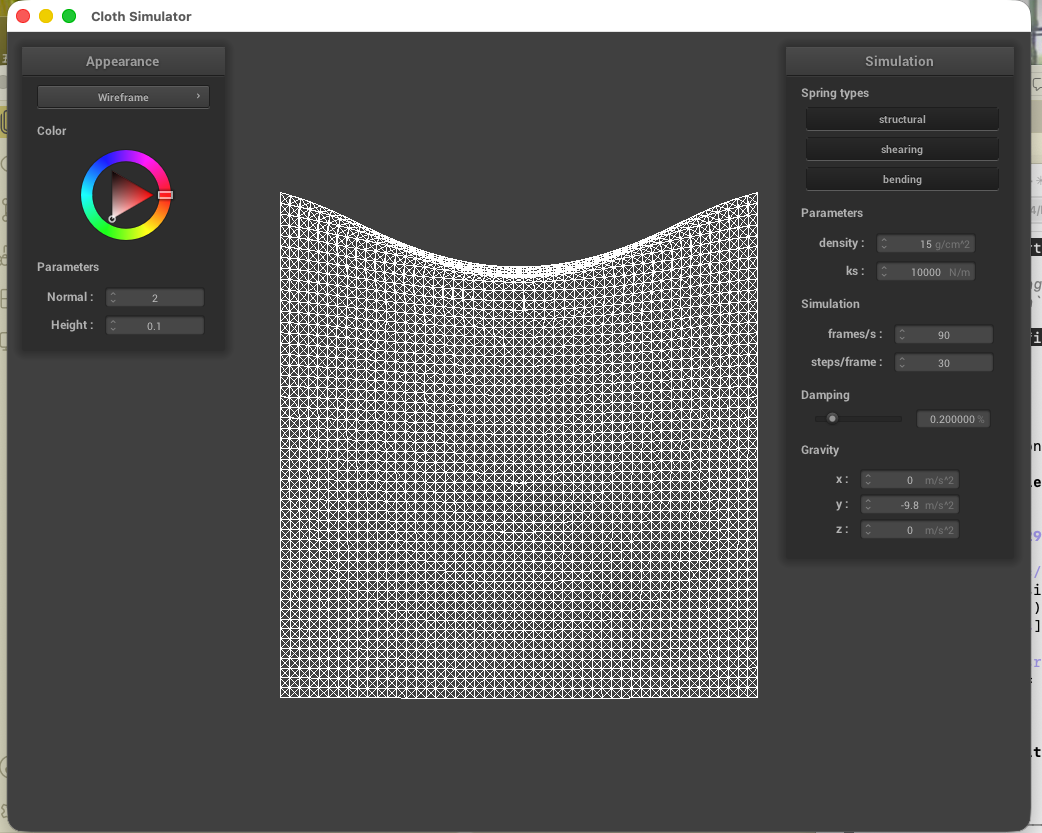 Cloth Simulator
Appearance
Wireframe
Color
Parameters
Normal : 2
Height : 0.1
Simulation
Spring types
structural
shearing
bending
Parameters
density : 15 g/cm^2
ks : 10000 N/m
Simulation
frames/s : 90
steps/frame : 30
Damping
0.200000 %
Gravity
x : 0 m/s^2
y : -9.8 m/s^2
z : 0 m/s^2